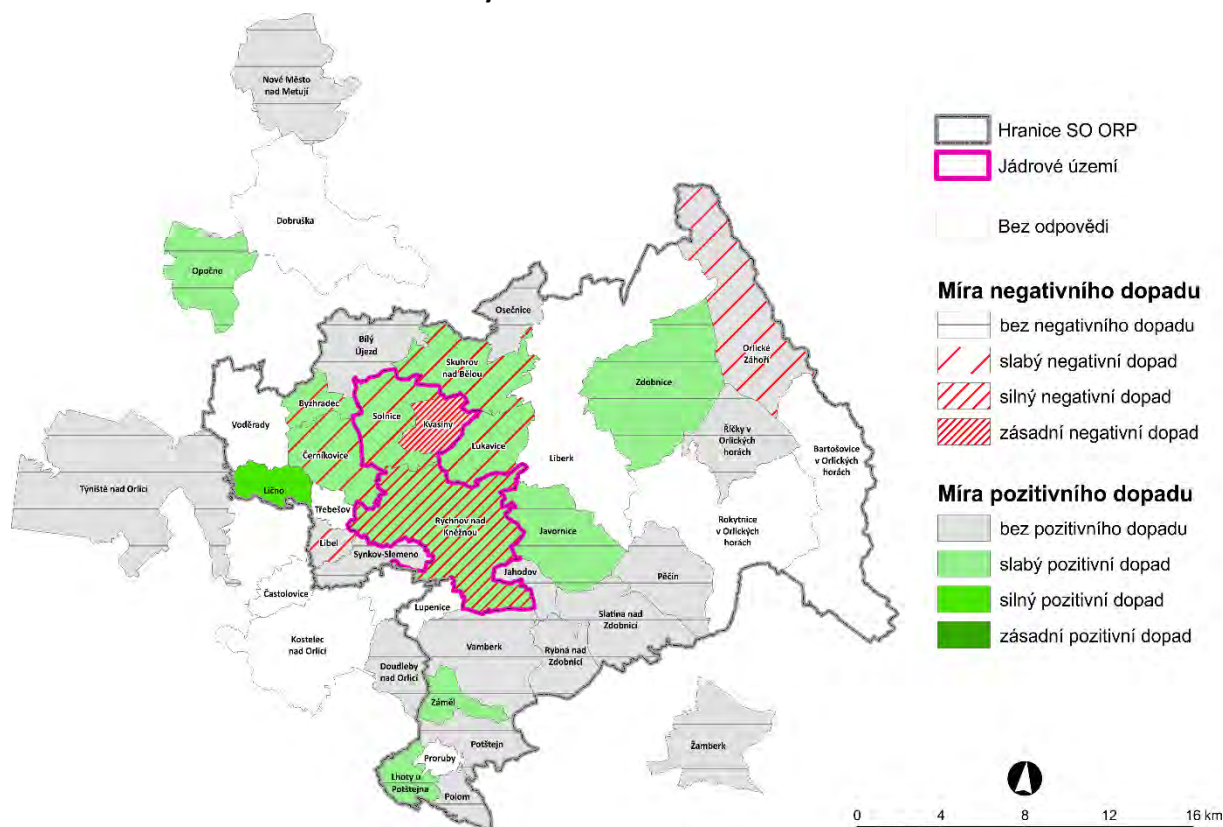 Nové Město
nad Metují
Dobruška
Opočno
Osečnice
Bílý
Újezd
Skuhrov
nad Bělou
Orlické
Záhoří
Zdobnice
Byzhradec
Solnice
Kvasiny
Voděrady
Lukavice
Říčky v
Orlických
horách
Bartošovice
v Orlických
horách
Černíkovice
Liberk
Týniště nad Orlicí
Lično
Třebešov
Rychnov nad
Kněžnou
Javornice
Rokytnice
v Orlických
horách
Libel
Synkov-Slemeno
Jahodov
Pěčín
Častolovice
Lupenice
Slatina nad
Zdobnicí
Kostelec
nad Orlicí
Vamberk
Rybná nad
Zdobnicí
Doudleby
nad Orlicí
Záměl
Potštejn
Proruby
Žamberk
Lhoty u
Potštejna
Polom
Hranice SO ORP
Jádrové území
Bez odpovědi
Míra negativního dopadu
bez negativního dopadu
slabý negativní dopad
silný negativní dopad
zásadní negativní dopad
Míra pozitivního dopadu
bez pozitivního dopadu
slabý pozitivní dopad
silný pozitivní dopad
zásadní pozitivní dopad
0 4 8 12 16 km